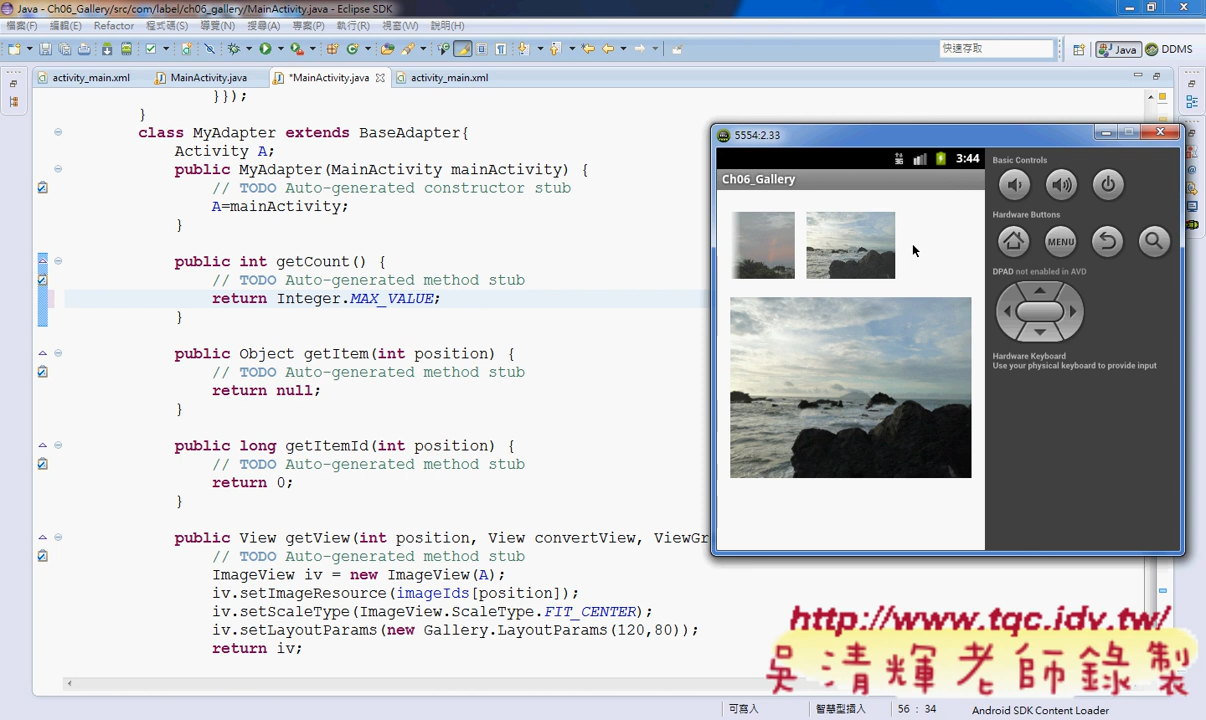 Java - Ch06_Gallery/src/com/label/ch06_gallery/MainActivity.java - Eclipse SDK
檔案(F) 編輯(E) Refactor 程式碼(S) 導覽(N) 搜尋(A) 專案(P) 執行(R) 視窗(W) 說明(H)
快速存取
Java
DDMS
activity_main.xml
MainActivity.java
*MainActivity.java
activity_main.xml
}});
}
class MyAdapter extends BaseAdapter{
Activity A;
public MyAdapter(MainActivity mainActivity) {
// TODO Auto-generated constructor stub
A=mainActivity;
}
public int getCount() {
// TODO Auto-generated method stub
return Integer.MAX_VALUE;
}
public Object getItem(int position) {
// TODO Auto-generated method stub
return null;
}
public long getItemId(int position) {
// TODO Auto-generated method stub
return 0;
}
public View getView(int position, View convertView, ViewGr
// TODO Auto-generated method stub
ImageView iv = new ImageView(A);
iv.setImageResource(imageIds[position]);
iv.setScaleType(ImageView.ScaleType.FIT_CENTER);
iv.setLayoutParams(new Gallery.LayoutParams(120,80));
return iv;
5554:2.33
3:44
Ch06_Gallery
Basic Controls
Hardware Buttons
MENU
DPAD not enabled in AVD
Hardware Keyboard
Use your physical keyboard to provide input
http://www.tqc.idv.tw/
吳清輝老師錄製
可寫入
智慧型插入
56 : 34
Android SDK Content Loader